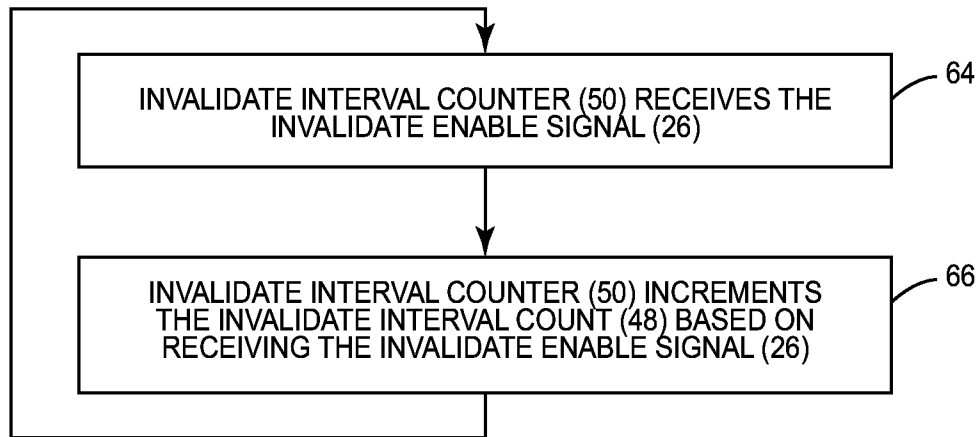 INVALIDATE INTERVAL COUNTER (50) RECEIVES THE
INVALIDATE ENABLE SIGNAL (26)
64
INVALIDATE INTERVAL COUNTER (50) INCREMENTS
THE INVALIDATE INTERVAL COUNT (48) BASED ON
RECEIVING THE INVALIDATE ENABLE SIGNAL (26)
66